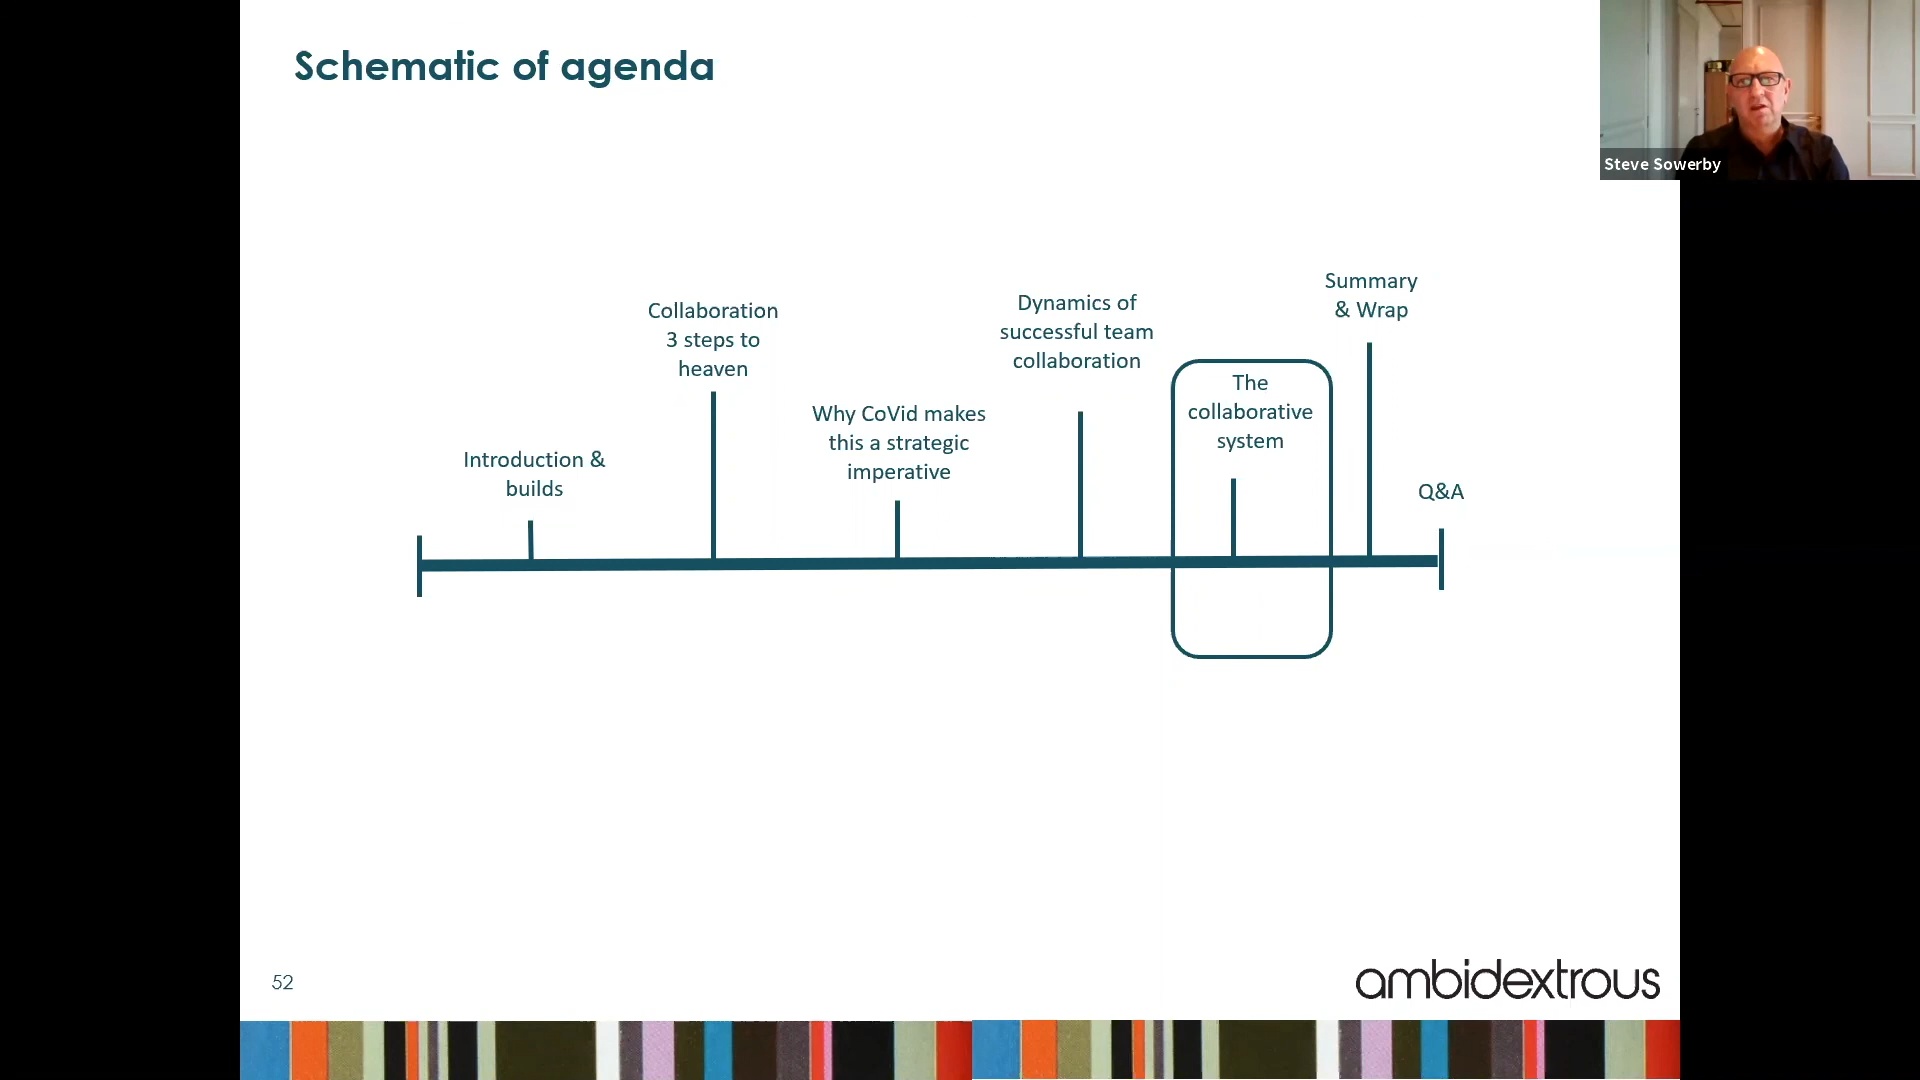 Schematic of agenda
Steve Sowerby
Introduction &
builds
Collaboration
3 steps to
heaven
Why CoVid makes
this a strategic
imperative
Dynamics of
successful team
collaboration
The
collaborative
system
Summary
& Wrap
Q&A
52
ambidextrous